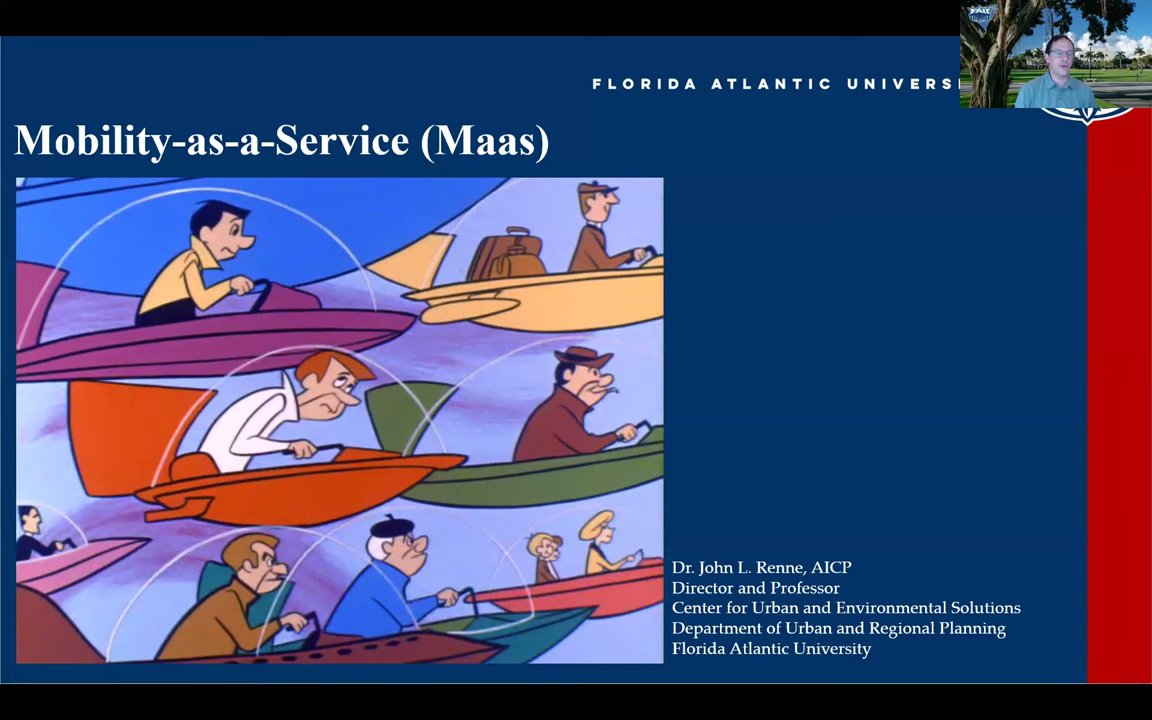 FAU
FLORIDA ATLANTIC UNIVERS
Mobility-as-a-Service (Maas)
Dr. John L. Renne, AICP
Director and Professor
Center for Urban and Environmental Solutions
Department of Urban and Regional Planning
Florida Atlantic University